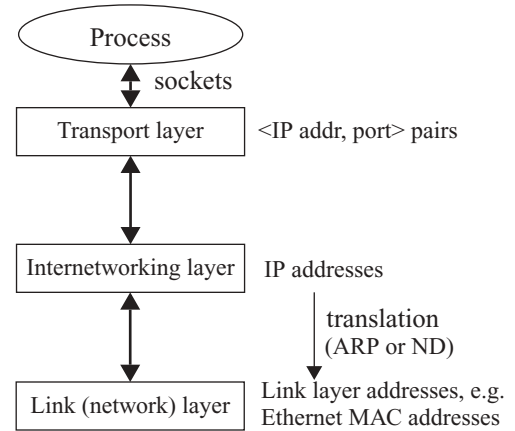 Process
sockets
Transport layer
<IP addr, port> pairs
Internetworking layer
IP addresses
translation
(ARP or ND)
Link (network) layer
Link layer addresses, e.g.
Ethernet MAC addresses